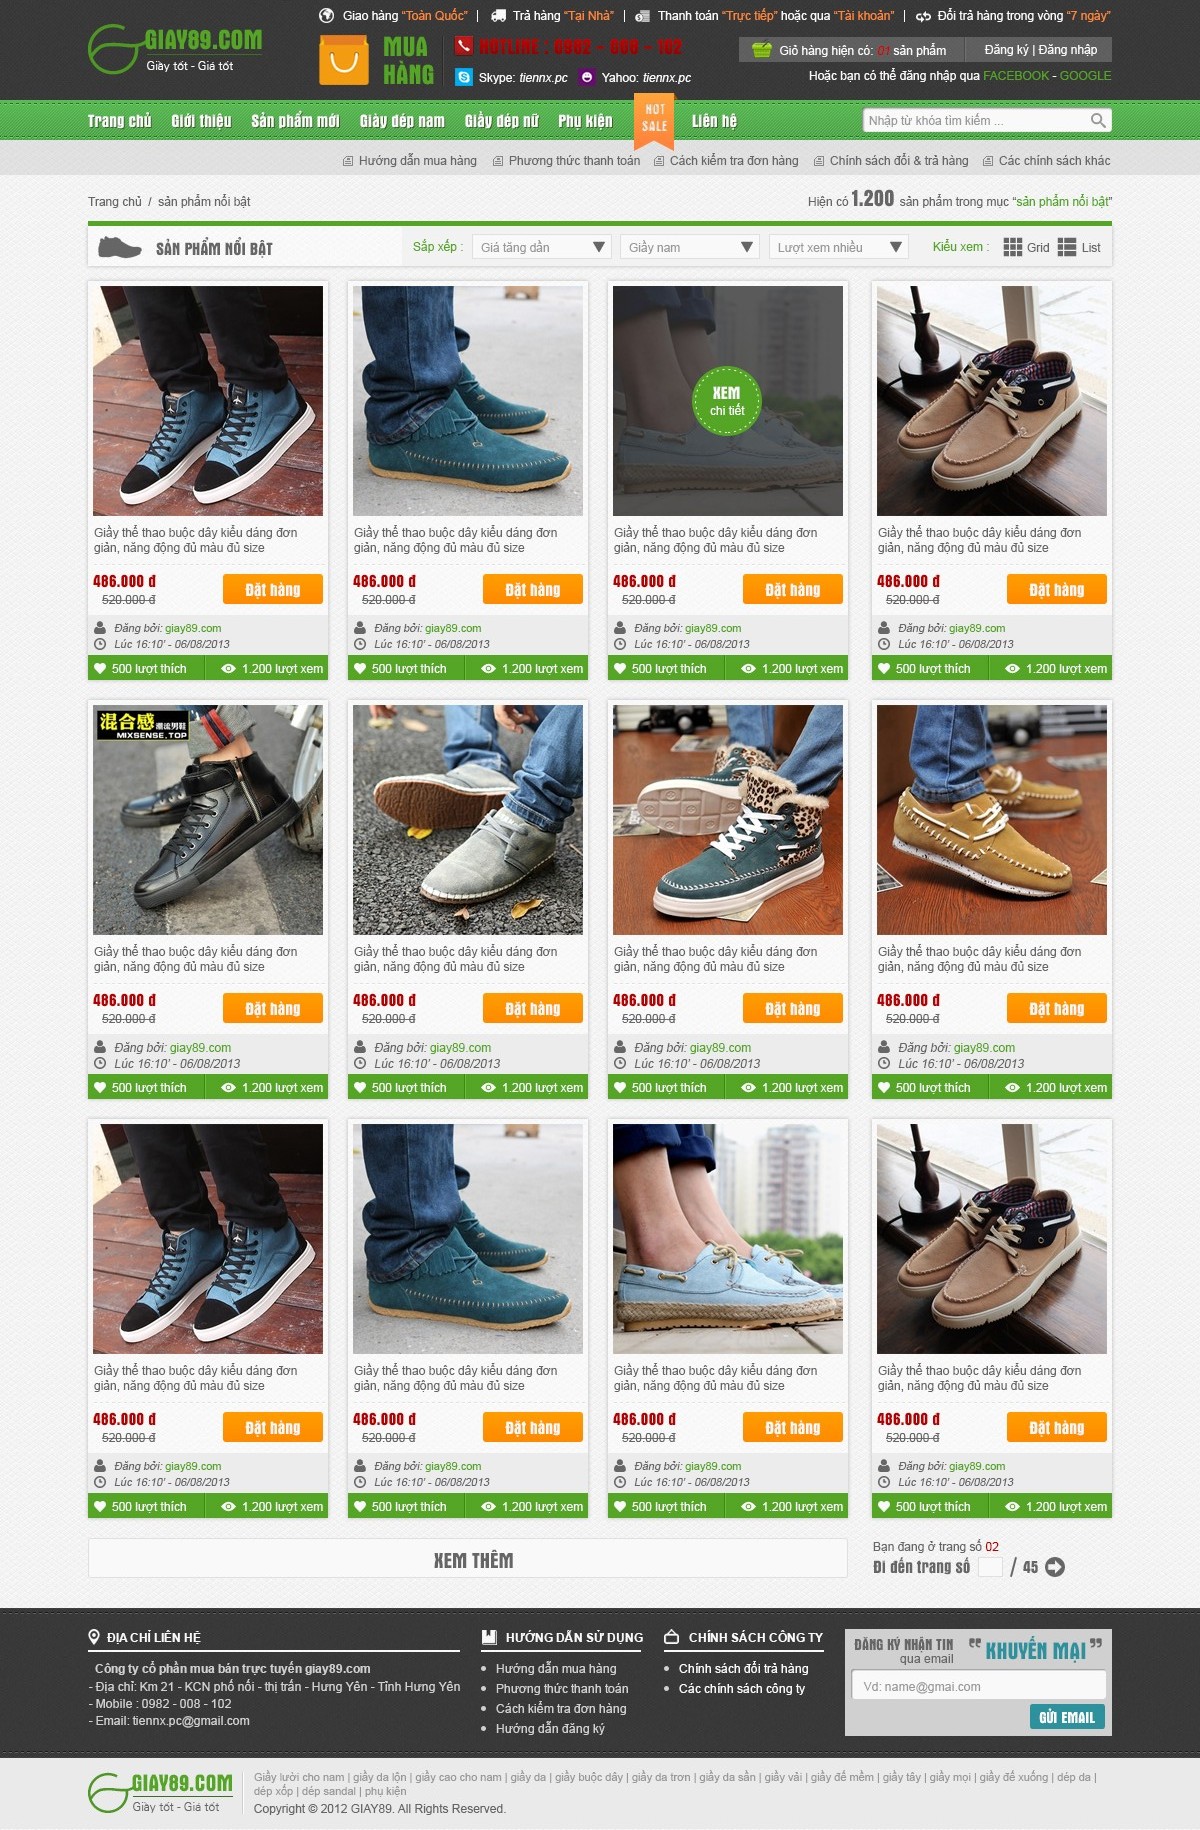 Giao hàng “Toàn Quốc” | Trả hàng “Tại Nhà” | Thanh toán “Trực tiếp” hoặc qua “Tài khoản” | Đổi trả hàng trong vòng “7 ngày”
GIAY89.COM
Giày tốt - Giá tốt
MUA
HÀNG
HOTLINE : 0982 - 008 - 102
Skype: tiennx.pc Yahoo: tiennx.pc
Giỏ hàng hiện có: 01 sản phẩm
Đăng ký | Đăng nhập
Hoặc bạn có thể đăng nhập qua FACEBOOK - GOOGLE
Trang chủ Giới thiệu Sản phẩm mới Giày dép nam Giầy dép nữ Phụ kiện
HOT
SALE
Liên hệ
Nhập từ khóa tìm kiếm ...
Hướng dẫn mua hàng Phương thức thanh toán Cách kiểm tra đơn hàng Chính sách đổi & trả hàng Các chính sách khác
Trang chủ / sản phẩm nổi bật
Hiện có 1.200 sản phẩm trong mục “sản phẩm nổi bật”
SẢN PHẨM NỔI BẬT
Sắp xếp : Giá tăng dần Giầy nam Lượt xem nhiều
Kiểu xem : Grid List
XEM
chi tiết
Giầy thể thao buộc dây kiểu dáng đơn Giầy thể thao buộc dây kiểu dáng đơn Giầy thể thao buộc dây kiểu dáng đơn Giầy thể thao buộc dây kiểu dáng đơn
giản, năng động đủ màu đủ size giản, năng động đủ màu đủ size giản, năng động đủ màu đủ size giản, năng động đủ màu đủ size
486.000 đ Đặt hàng 486.000 đ Đặt hàng 486.000 đ Đặt hàng 486.000 đ Đặt hàng
520.000 đ 520.000 đ 520.000 đ 520.000 đ
Đăng bởi: giay89.com Đăng bởi: giay89.com Đăng bởi: giay89.com Đăng bởi: giay89.com
Lúc 16:10' - 06/08/2013 Lúc 16:10' - 06/08/2013 Lúc 16:10' - 06/08/2013 Lúc 16:10' - 06/08/2013
500 lượt thích 1.200 lượt xem 500 lượt thích 1.200 lượt xem 500 lượt thích 1.200 lượt xem 500 lượt thích 1.200 lượt xem
混合感 潮流男鞋
MIXSENSE.TOP
Giầy thể thao buộc dây kiểu dáng đơn Giầy thể thao buộc dây kiểu dáng đơn Giầy thể thao buộc dây kiểu dáng đơn Giầy thể thao buộc dây kiểu dáng đơn
giản, năng động đủ màu đủ size giản, năng động đủ màu đủ size giản, năng động đủ màu đủ size giản, năng động đủ màu đủ size
486.000 đ Đặt hàng 486.000 đ Đặt hàng 486.000 đ Đặt hàng 486.000 đ Đặt hàng
520.000 đ 520.000 đ 520.000 đ 520.000 đ
Đăng bởi: giay89.com Đăng bởi: giay89.com Đăng bởi: giay89.com Đăng bởi: giay89.com
Lúc 16:10' - 06/08/2013 Lúc 16:10' - 06/08/2013 Lúc 16:10' - 06/08/2013 Lúc 16:10' - 06/08/2013
500 lượt thích 1.200 lượt xem 500 lượt thích 1.200 lượt xem 500 lượt thích 1.200 lượt xem 500 lượt thích 1.200 lượt xem
Giầy thể thao buộc dây kiểu dáng đơn Giầy thể thao buộc dây kiểu dáng đơn Giầy thể thao buộc dây kiểu dáng đơn Giầy thể thao buộc dây kiểu dáng đơn
giản, năng động đủ màu đủ size giản, năng động đủ màu đủ size giản, năng động đủ màu đủ size giản, năng động đủ màu đủ size
486.000 đ Đặt hàng 486.000 đ Đặt hàng 486.000 đ Đặt hàng 486.000 đ Đặt hàng
520.000 đ 520.000 đ 520.000 đ 520.000 đ
Đăng bởi: giay89.com Đăng bởi: giay89.com Đăng bởi: giay89.com Đăng bởi: giay89.com
Lúc 16:10' - 06/08/2013 Lúc 16:10' - 06/08/2013 Lúc 16:10' - 06/08/2013 Lúc 16:10' - 06/08/2013
500 lượt thích 1.200 lượt xem 500 lượt thích 1.200 lượt xem 500 lượt thích 1.200 lượt xem 500 lượt thích 1.200 lượt xem
XEM THÊM
Bạn đang ở trang số 02
Đi đến trang số / 45
ĐỊA CHỈ LIÊN HỆ
Công ty cổ phần mua bán trực tuyến giay89.com
- Địa chỉ: Km 21 - KCN phố nối - thị trấn - Hưng Yên - Tỉnh Hưng Yên
- Mobile : 0982 - 008 - 102
- Email: tiennx.pc@gmail.com
HƯỚNG DẪN SỬ DỤNG
Hướng dẫn mua hàng
Phương thức thanh toán
Cách kiểm tra đơn hàng
Hướng dẫn đăng ký
CHÍNH SÁCH CÔNG TY
Chính sách đổi trả hàng
Các chính sách công ty
ĐĂNG KÝ NHẬN TIN
qua email
“ KHUYẾN MẠI ”
Vd: name@gmai.com
GỬI EMAIL
GIAY89.COM
Giày tốt - Giá tốt
Giầy lười cho nam | giầy da lộn | giầy cao cho nam | giầy da | giầy buộc dây | giầy da trơn | giầy da sần | giầy vải | giầy đế mềm | giầy tây | giầy mọi | giầy đế xuồng | dép da |
dép xốp | dép sandal | phụ kiện
Copyright © 2012 GIAY89. All Rights Reserved.